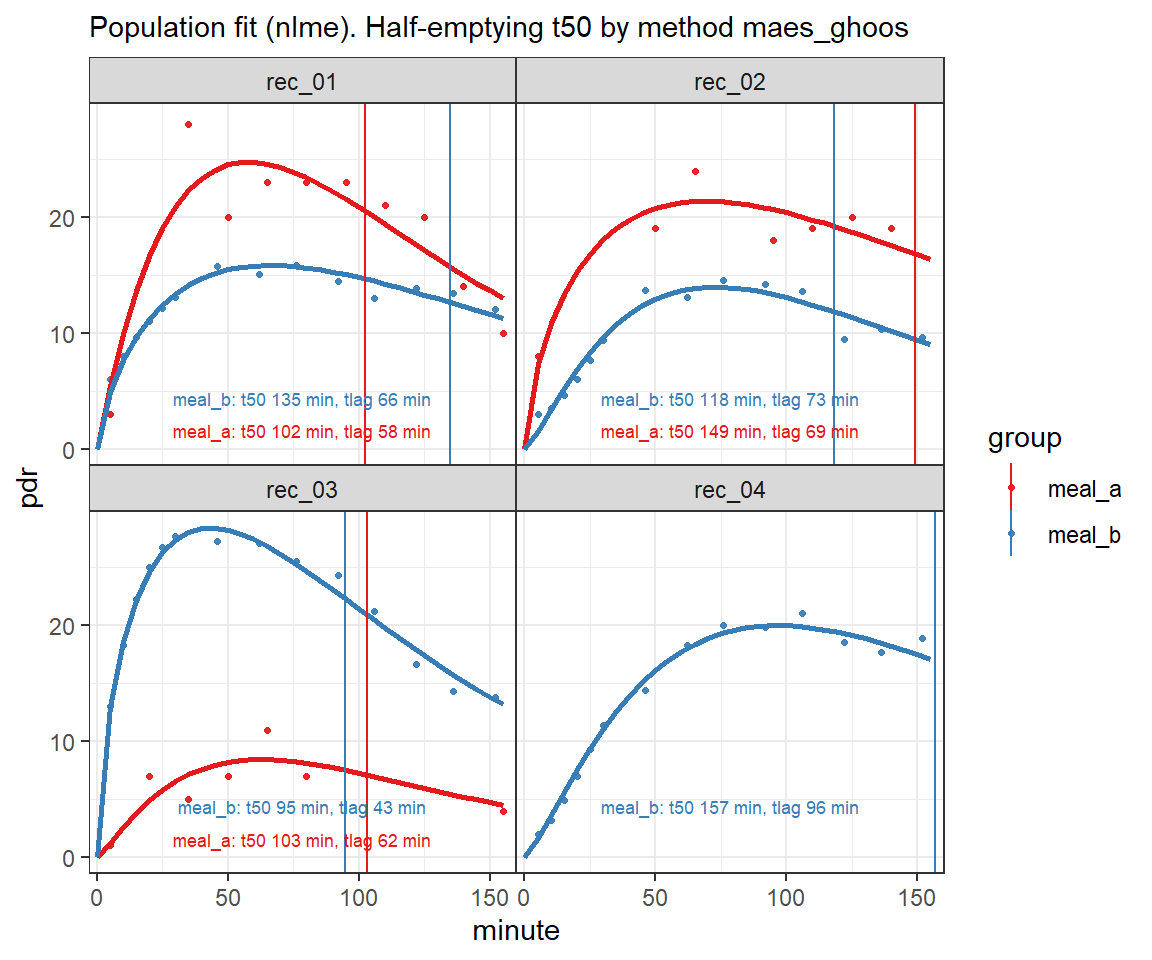 Population fit (nlme). Half-emptying t50 by method maes_ghoos
rec_01
rec_02
20
10
0
meal_b: t50 135 min, tlag 66 min
meal_a: t50 102 min, tlag 58 min
meal_b: t50 118 min, tlag 73 min
meal_a: t50 149 min, tlag 69 min
rec_03
rec_04
20
10
0
meal_b: t50 95 min, tlag 43 min
meal_a: t50 103 min, tlag 62 min
meal_b: t50 157 min, tlag 96 min
0 50 100 150
0 50 100 150
minute
pdr
group
meal_a
meal_b